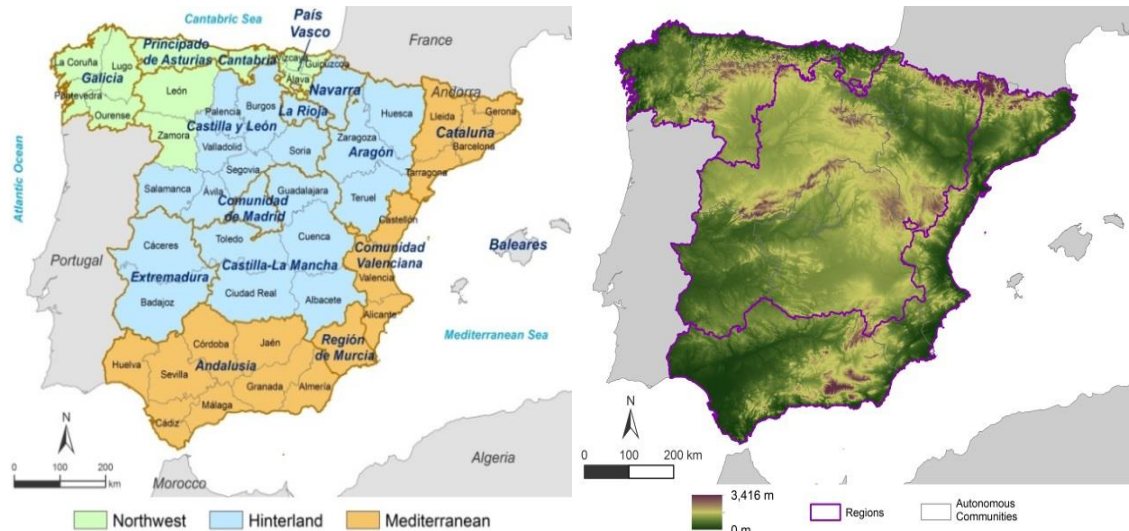 Cantabric Sea
País
Vasco
France
Principado
de Asturias
Cantabria
Vizcaya
Guipúzcoa
La Coruña
Lugo
Galicia
Álava
Navarra
Andorra
Pontevedra
León
Ourense
Palencia
Burgos
La Rioja
Huesca
Lleida
Gerona
Zamora
Castilla y León
Cataluña
Valladolid
Soria
Zaragoza
Barcelona
Aragón
Segovia
Tarragona
Atlantic Ocean
Salamanca
Ávila
Guadalajara
Teruel
Comunidad
de Madrid
Castellón
Cáceres
Toledo
Cuenca
Baleares
Comunidad
Valenciana
Portugal
Extremadura
Castilla-La Mancha
Valencia
Badajoz
Ciudad Real
Albacete
Alicante
Mediterranean Sea
Córdoba
Jaén
Región
de Murcia
Huelva
Sevilla
Andalusia
Granada
Almería
Málaga
Cádiz
N
0 100 200
km
Algeria
Morocco
Northwest
Hinterland
Mediterranean
N
0 100 200 km
3,416 m
0 m
Regions
Autonomous
Communities